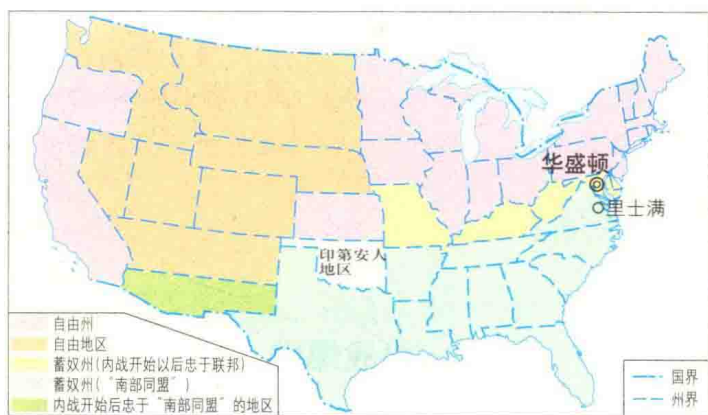 华盛顿
里士满
印第安人
地区
自由州
自由地区
蓄奴州(内战开始以后忠于联邦)
蓄奴州(“南部同盟”)
内战开始后忠于“南部同盟”的地区
国界
州界